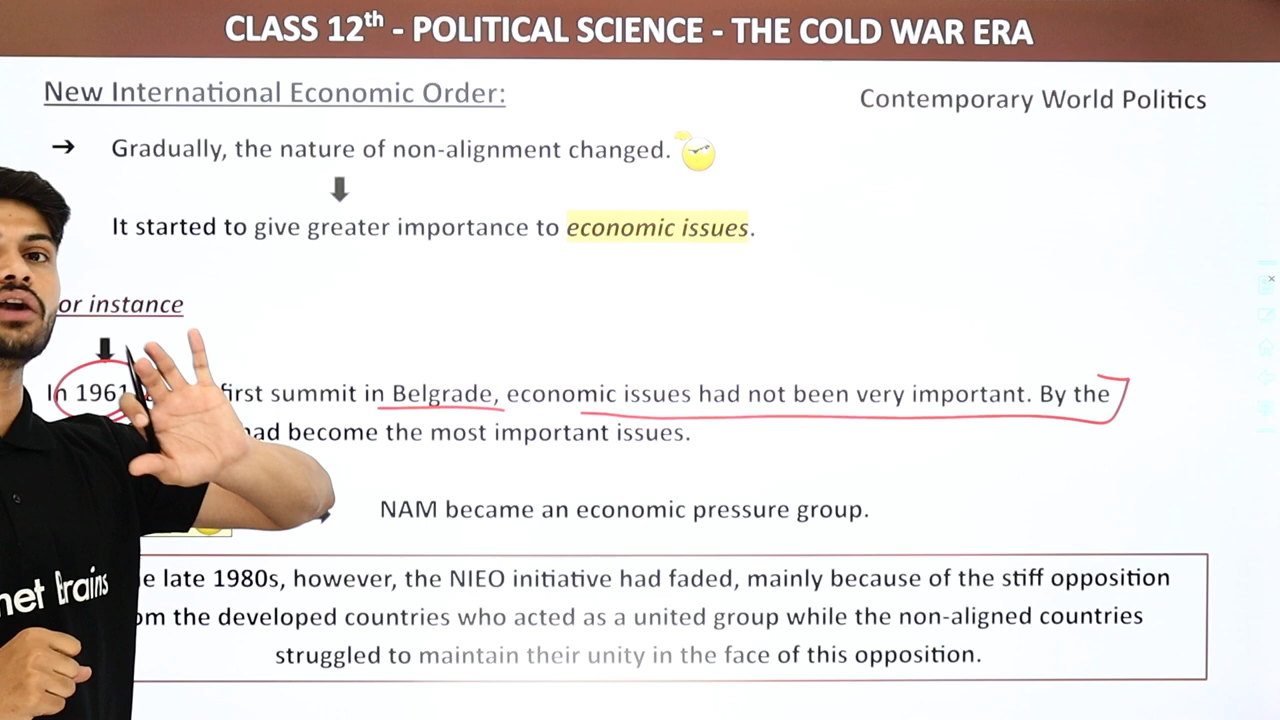 CLASS 12th - POLITICAL SCIENCE - THE COLD WAR ERA
New International Economic Order:
Contemporary World Politics
→ Gradually, the nature of non-alignment changed.
It started to give greater importance to economic issues.
or instance
In 1961 first summit in Belgrade, economic issues had not been very important. By the
had become the most important issues.
NAM became an economic pressure group.
late 1980s, however, the NIEO initiative had faded, mainly because of the stiff opposition
the developed countries who acted as a united group while the non-aligned countries
struggled to maintain their unity in the face of this opposition.
net Brains